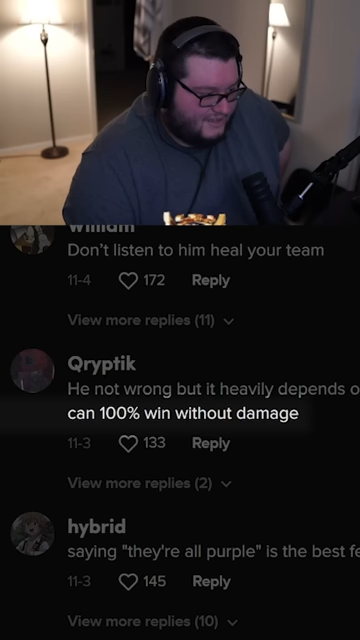 William
Don't listen to him heal your team
11-4 172 Reply
View more replies (11)
Qryptik
He not wrong but it heavily depends o
can 100% win without damage
11-3 133 Reply
View more replies (2)
hybrid
saying "they're all purple" is the best fe
11-3 145 Reply
View more replies (10)